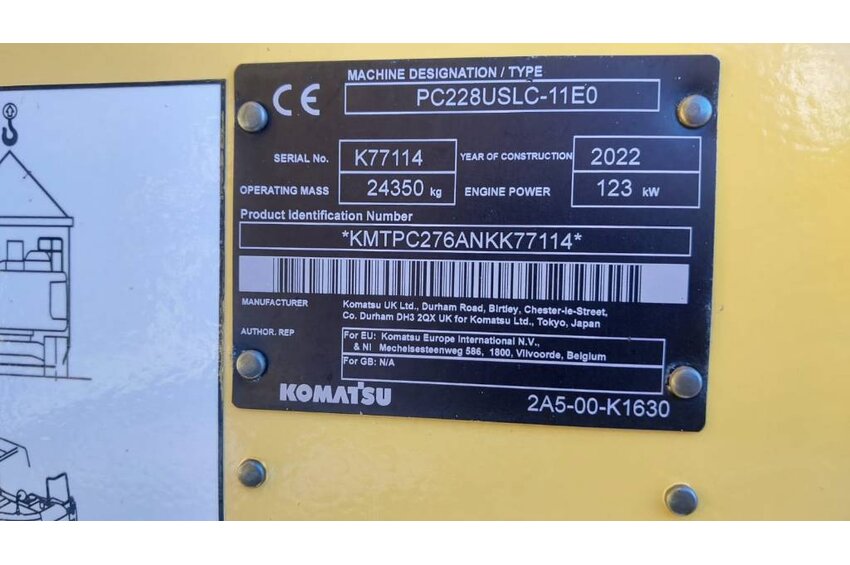 CE
MACHINE DESIGNATION / TYPE
PC228USLC-11E0
SERIAL No. K77114 YEAR OF CONSTRUCTION 2022
OPERATING MASS 24350 kg ENGINE POWER 123 kW
Product Identification Number
*KMTPC276ANKK77114*
MANUFACTURER Komatsu UK Ltd., Durham Road, Birtley, Chester-le-Street,
Co. Durham DH3 2QX UK for Komatsu Ltd., Tokyo, Japan
AUTHOR. REP For EU: Komatsu Europe International N.V.,
& NI Mechelsesteenweg 586, 1800, Vilvoorde, Belgium
For GB: N/A
KOMATSU 2A5-00-K1630